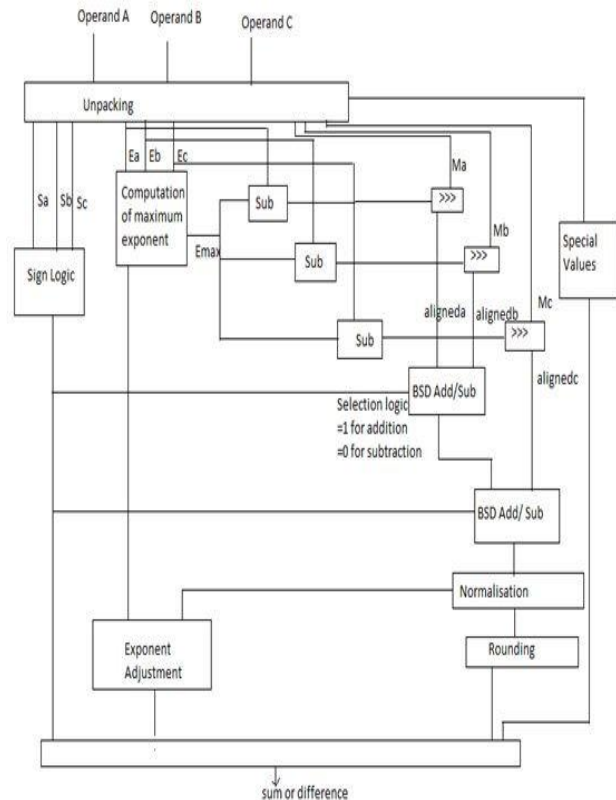 Operand A
Operand B
Operand C
Unpacking
Ea
Eb
Ec
Ma
Sa
Sb
Sc
Computation
of maximum
exponent
Sub
>>>
Mb
Emax
Special
Values
Sign Logic
Sub
>>>
Mc
aligneda
alignedb
Sub
>>>
alignedc
BSD Add/Sub
Selection logic
=1 for addition
=0 for subtraction
BSD Add/ Sub
Normalisation
Exponent
Adjustment
Rounding
sum or difference